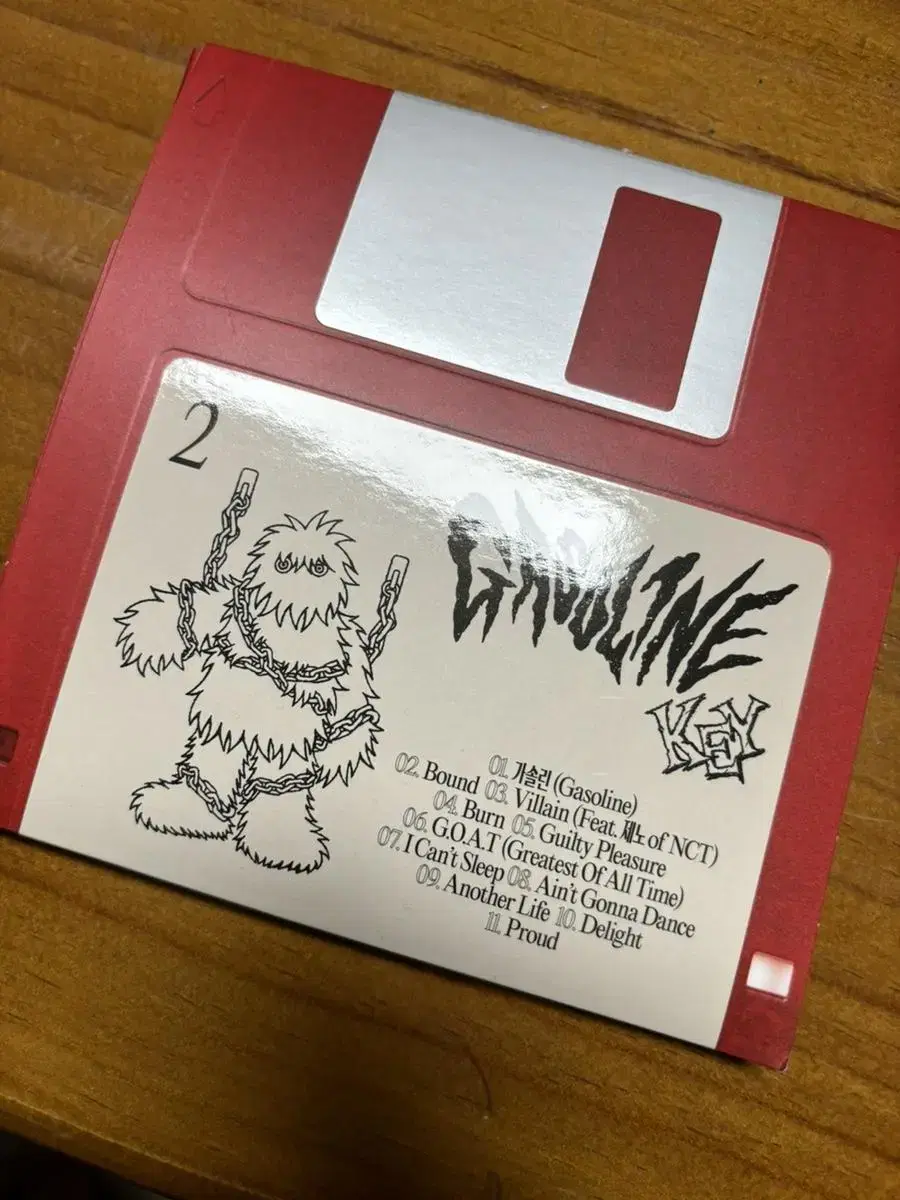 2
GASOLINE
KEY
01. 가솔린 (Gasoline)
02. Bound 03. Villain (Feat. 제노 of NCT)
04. Burn 05. Guilty Pleasure
06. G.O.A.T (Greatest Of All Time)
07. I Can't Sleep 08. Ain't Gonna Dance
09. Another Life 10. Delight
11. Proud